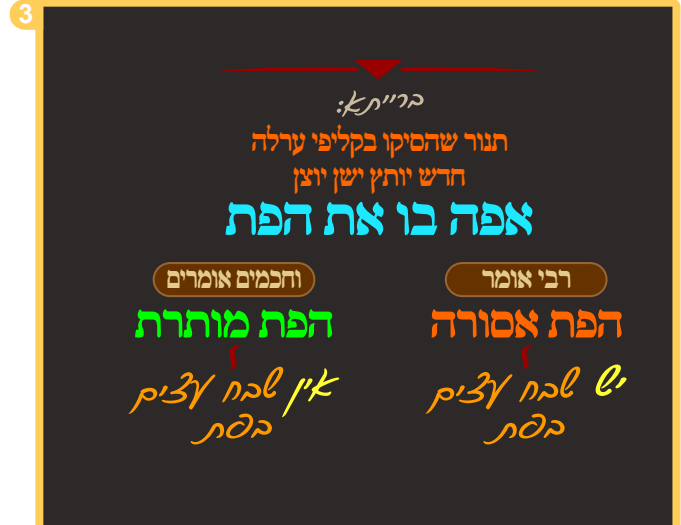 3
ברייתא:
תנור שהסיקו בקליפי ערלה
חדש יותץ ישן יוצן
אפה בו את הפת
רבי אומר
הפת אסורה
יש שבח עצים
בפת
וחכמים אומרים
הפת מותרת
אין שבח עצים
בפת